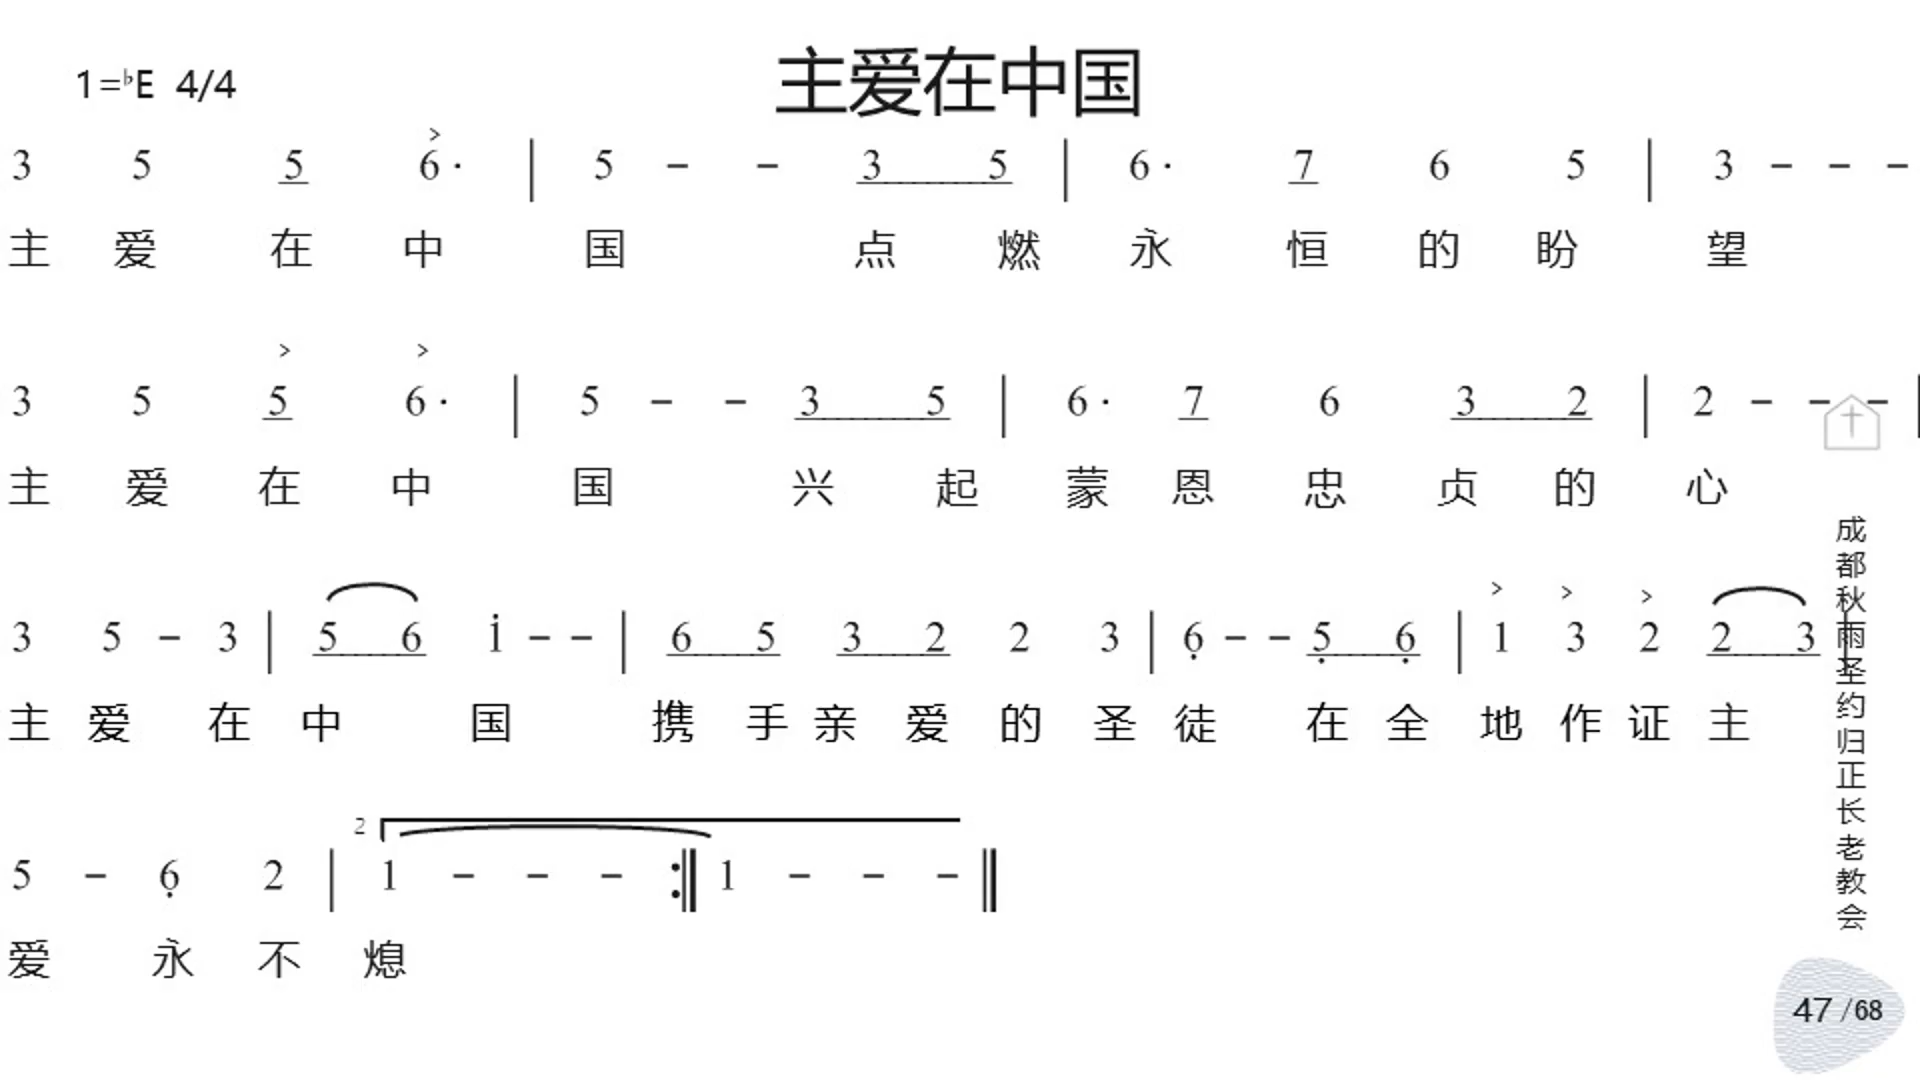 主爱在中国
1=♭E 4/4
3 5 5 6· | 5 - - 3 5 | 6· 7 6 5 | 3 - - -
主 爱 在 中 国 点 燃 永 恒 的 盼 望
3 5 5 6· | 5 - - 3 5 | 6· 7 6 3 2 | 2 - - - |
主 爱 在 中 国 兴 起 蒙 恩 忠 贞 的 心
3 5 - 3 | 5 6 i - - | 6 5 3 2 2 3 | 6 - - 5 6 | 1 3 2 2 3 |
主 爱 在 中 国 携 手 亲 爱 的 圣 徒 在 全 地 作 证 主
2
5 - 6 2 | 1 - - - :‖ 1 - - - ‖
爱 永 不 熄
成都秋雨圣约归正长老教会
47 /68